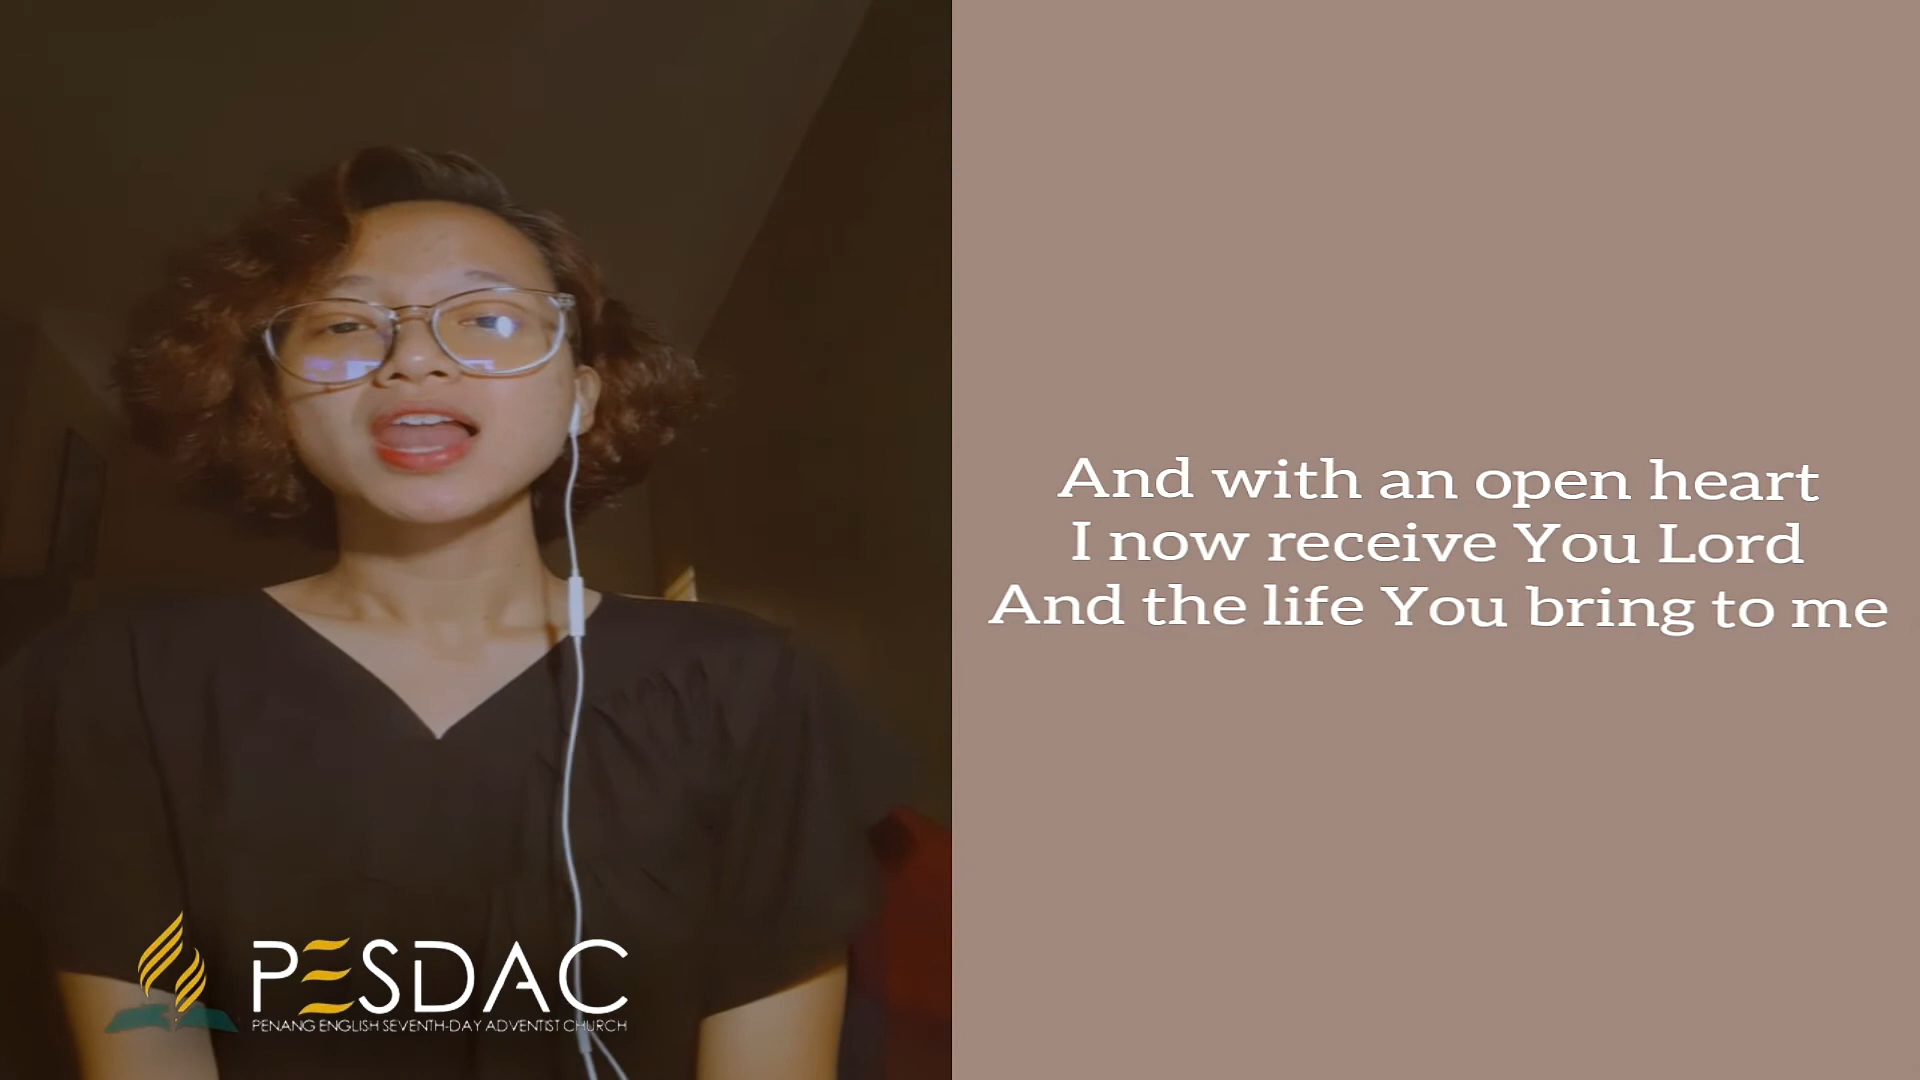 And with an open heart
I now receive You Lord
And the life You bring to me
PESDAC
PENANG ENGLISH SEVENTH-DAY ADVENTIST CHURCH